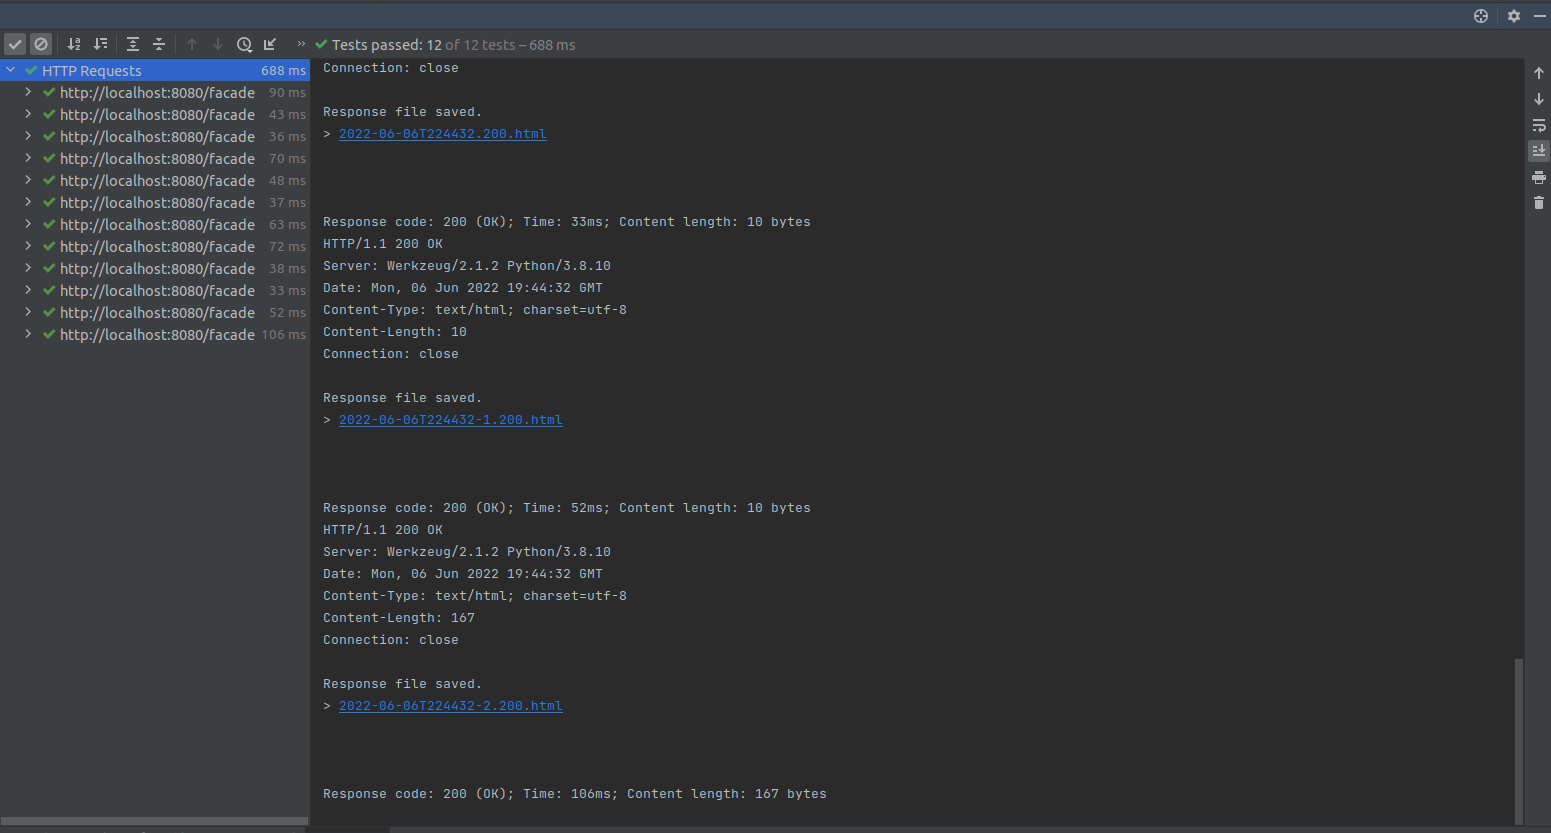 Tests passed: 12 of 12 tests – 688 ms
HTTP Requests 688 ms
http://localhost:8080/facade 90 ms
http://localhost:8080/facade 43 ms
http://localhost:8080/facade 36 ms
http://localhost:8080/facade 70 ms
http://localhost:8080/facade 48 ms
http://localhost:8080/facade 37 ms
http://localhost:8080/facade 63 ms
http://localhost:8080/facade 72 ms
http://localhost:8080/facade 38 ms
http://localhost:8080/facade 33 ms
http://localhost:8080/facade 52 ms
http://localhost:8080/facade 106 ms
Connection: close
Response file saved.
> 2022-06-06T224432.200.html
Response code: 200 (OK); Time: 33ms; Content length: 10 bytes
HTTP/1.1 200 OK
Server: Werkzeug/2.1.2 Python/3.8.10
Date: Mon, 06 Jun 2022 19:44:32 GMT
Content-Type: text/html; charset=utf-8
Content-Length: 10
Connection: close
Response file saved.
> 2022-06-06T224432-1.200.html
Response code: 200 (OK); Time: 52ms; Content length: 10 bytes
HTTP/1.1 200 OK
Server: Werkzeug/2.1.2 Python/3.8.10
Date: Mon, 06 Jun 2022 19:44:32 GMT
Content-Type: text/html; charset=utf-8
Content-Length: 167
Connection: close
Response file saved.
> 2022-06-06T224432-2.200.html
Response code: 200 (OK); Time: 106ms; Content length: 167 bytes